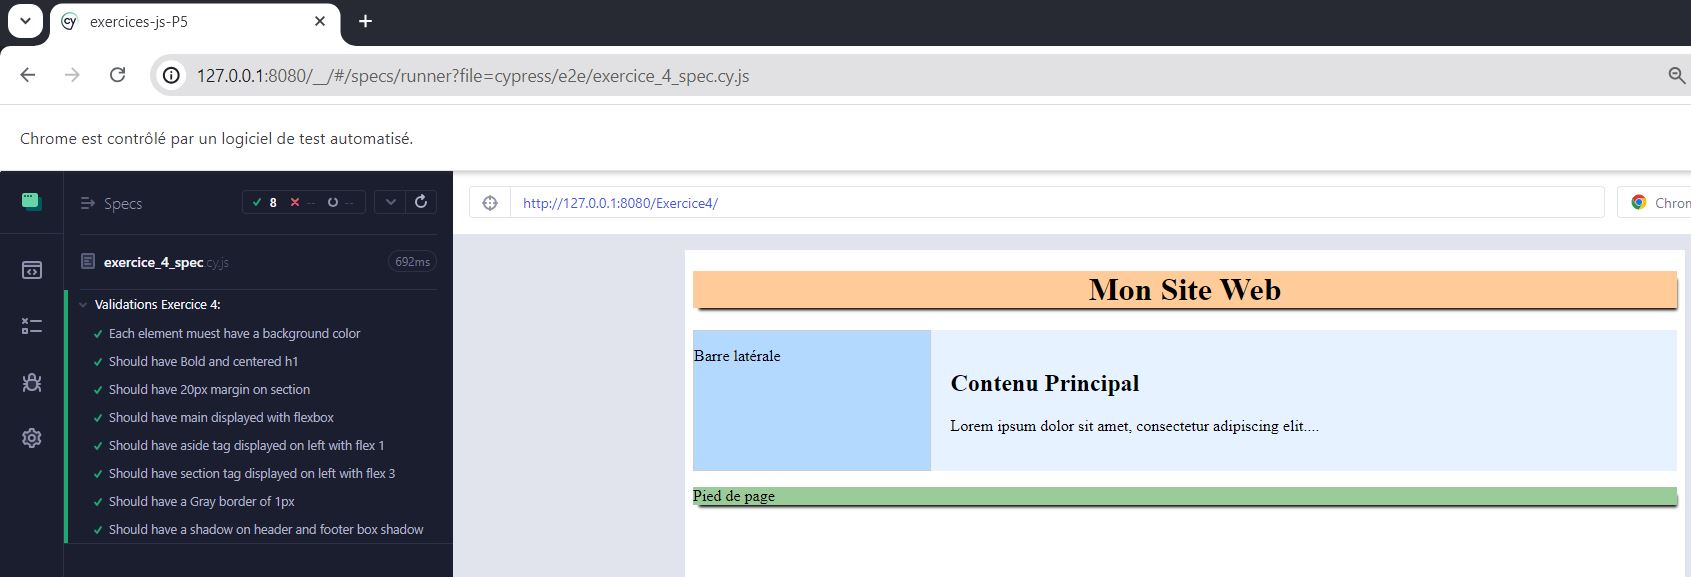 exercices-js-P5
127.0.0.1:8080/__/#/specs/runner?file=cypress/e2e/exercice_4_spec.cy.js
Chrome est contrôlé par un logiciel de test automatisé.
Specs
8 -- --
http://127.0.0.1:8080/Exercice4/
Chrom
exercice_4_spec.cy.js
692ms
Validations Exercice 4:
Each element muest have a background color
Should have Bold and centered h1
Should have 20px margin on section
Should have main displayed with flexbox
Should have aside tag displayed on left with flex 1
Should have section tag displayed on left with flex 3
Should have a Gray border of 1px
Should have a shadow on header and footer box shadow
Mon Site Web
Barre latérale
Contenu Principal
Lorem ipsum dolor sit amet, consectetur adipiscing elit....
Pied de page